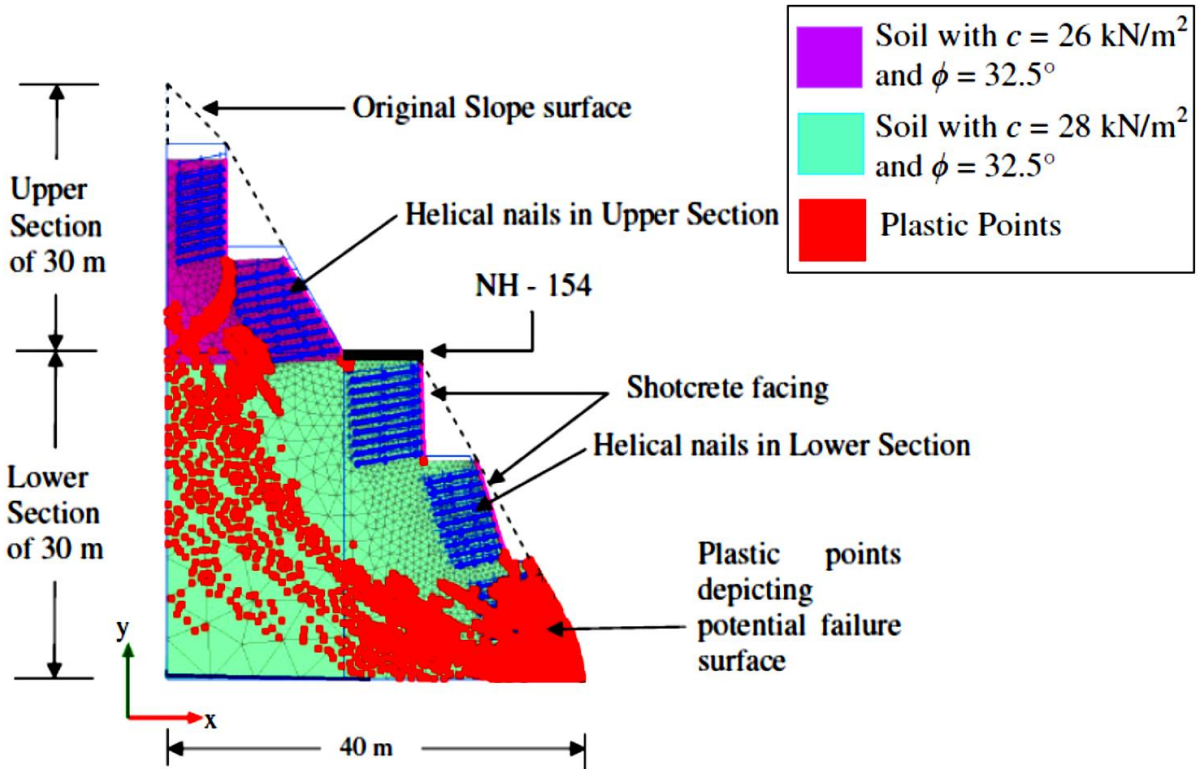 Soil with c = 26 kN/m²
and ϕ = 32.5°
Soil with c = 28 kN/m²
and ϕ = 32.5°
Plastic Points
Original Slope surface
Upper
Section
of 30 m
Helical nails in Upper Section
NH - 154
Shotcrete facing
Helical nails in Lower Section
Lower
Section
of 30 m
Plastic points
depicting
potential failure
surface
y
x
40 m